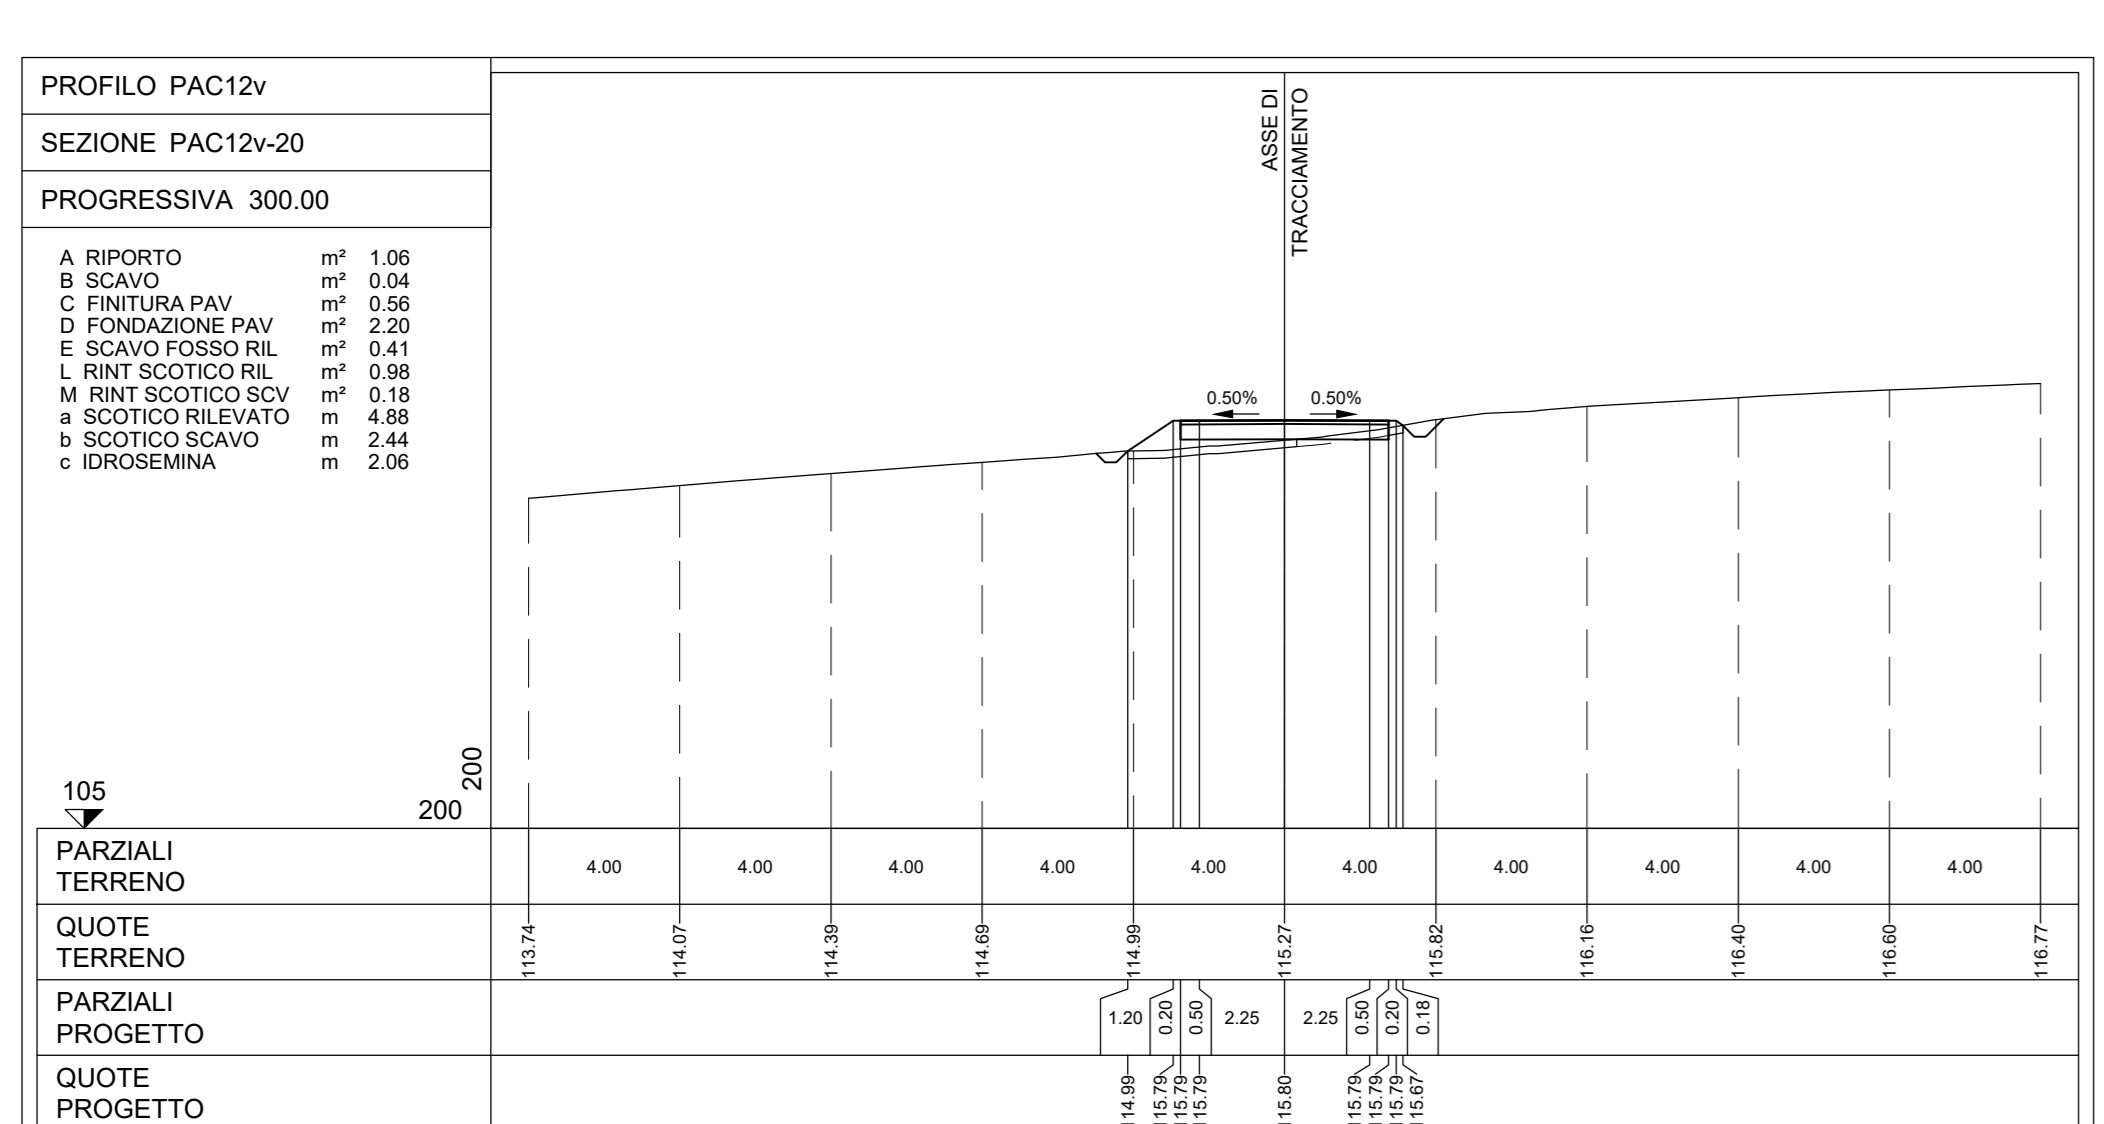 PROFILO PAC12v
SEZIONE PAC12v-20
PROGRESSIVA 300.00
A RIPORTO m² 1.06
B SCAVO m² 0.04
C FINITURA PAV m² 0.56
D FONDAZIONE PAV m² 2.20
E SCAVO FOSSO RIL m² 0.41
L RINT SCOTICO RIL m² 0.98
M RINT SCOTICO SCV m² 0.18
a SCOTICO RILEVATO m 4.88
b SCOTICO SCAVO m 2.44
c IDROSEMINA m 2.06
ASSE DI
TRACCIAMENTO
0.50% 0.50%
105
200
200
PARZIALI
TERRENO
4.00 4.00 4.00 4.00 4.00 4.00 4.00 4.00 4.00 4.00
QUOTE
TERRENO
113.74 114.07 114.39 114.69 114.99 115.27 115.82 116.16 116.40 116.60 116.77
PARZIALI
PROGETTO
1.20 0.20 0.50 2.25 2.25 0.50 0.20 0.18
QUOTE
PROGETTO
114.99 115.79 115.79 115.79 115.80 115.79 115.79 115.79 115.67